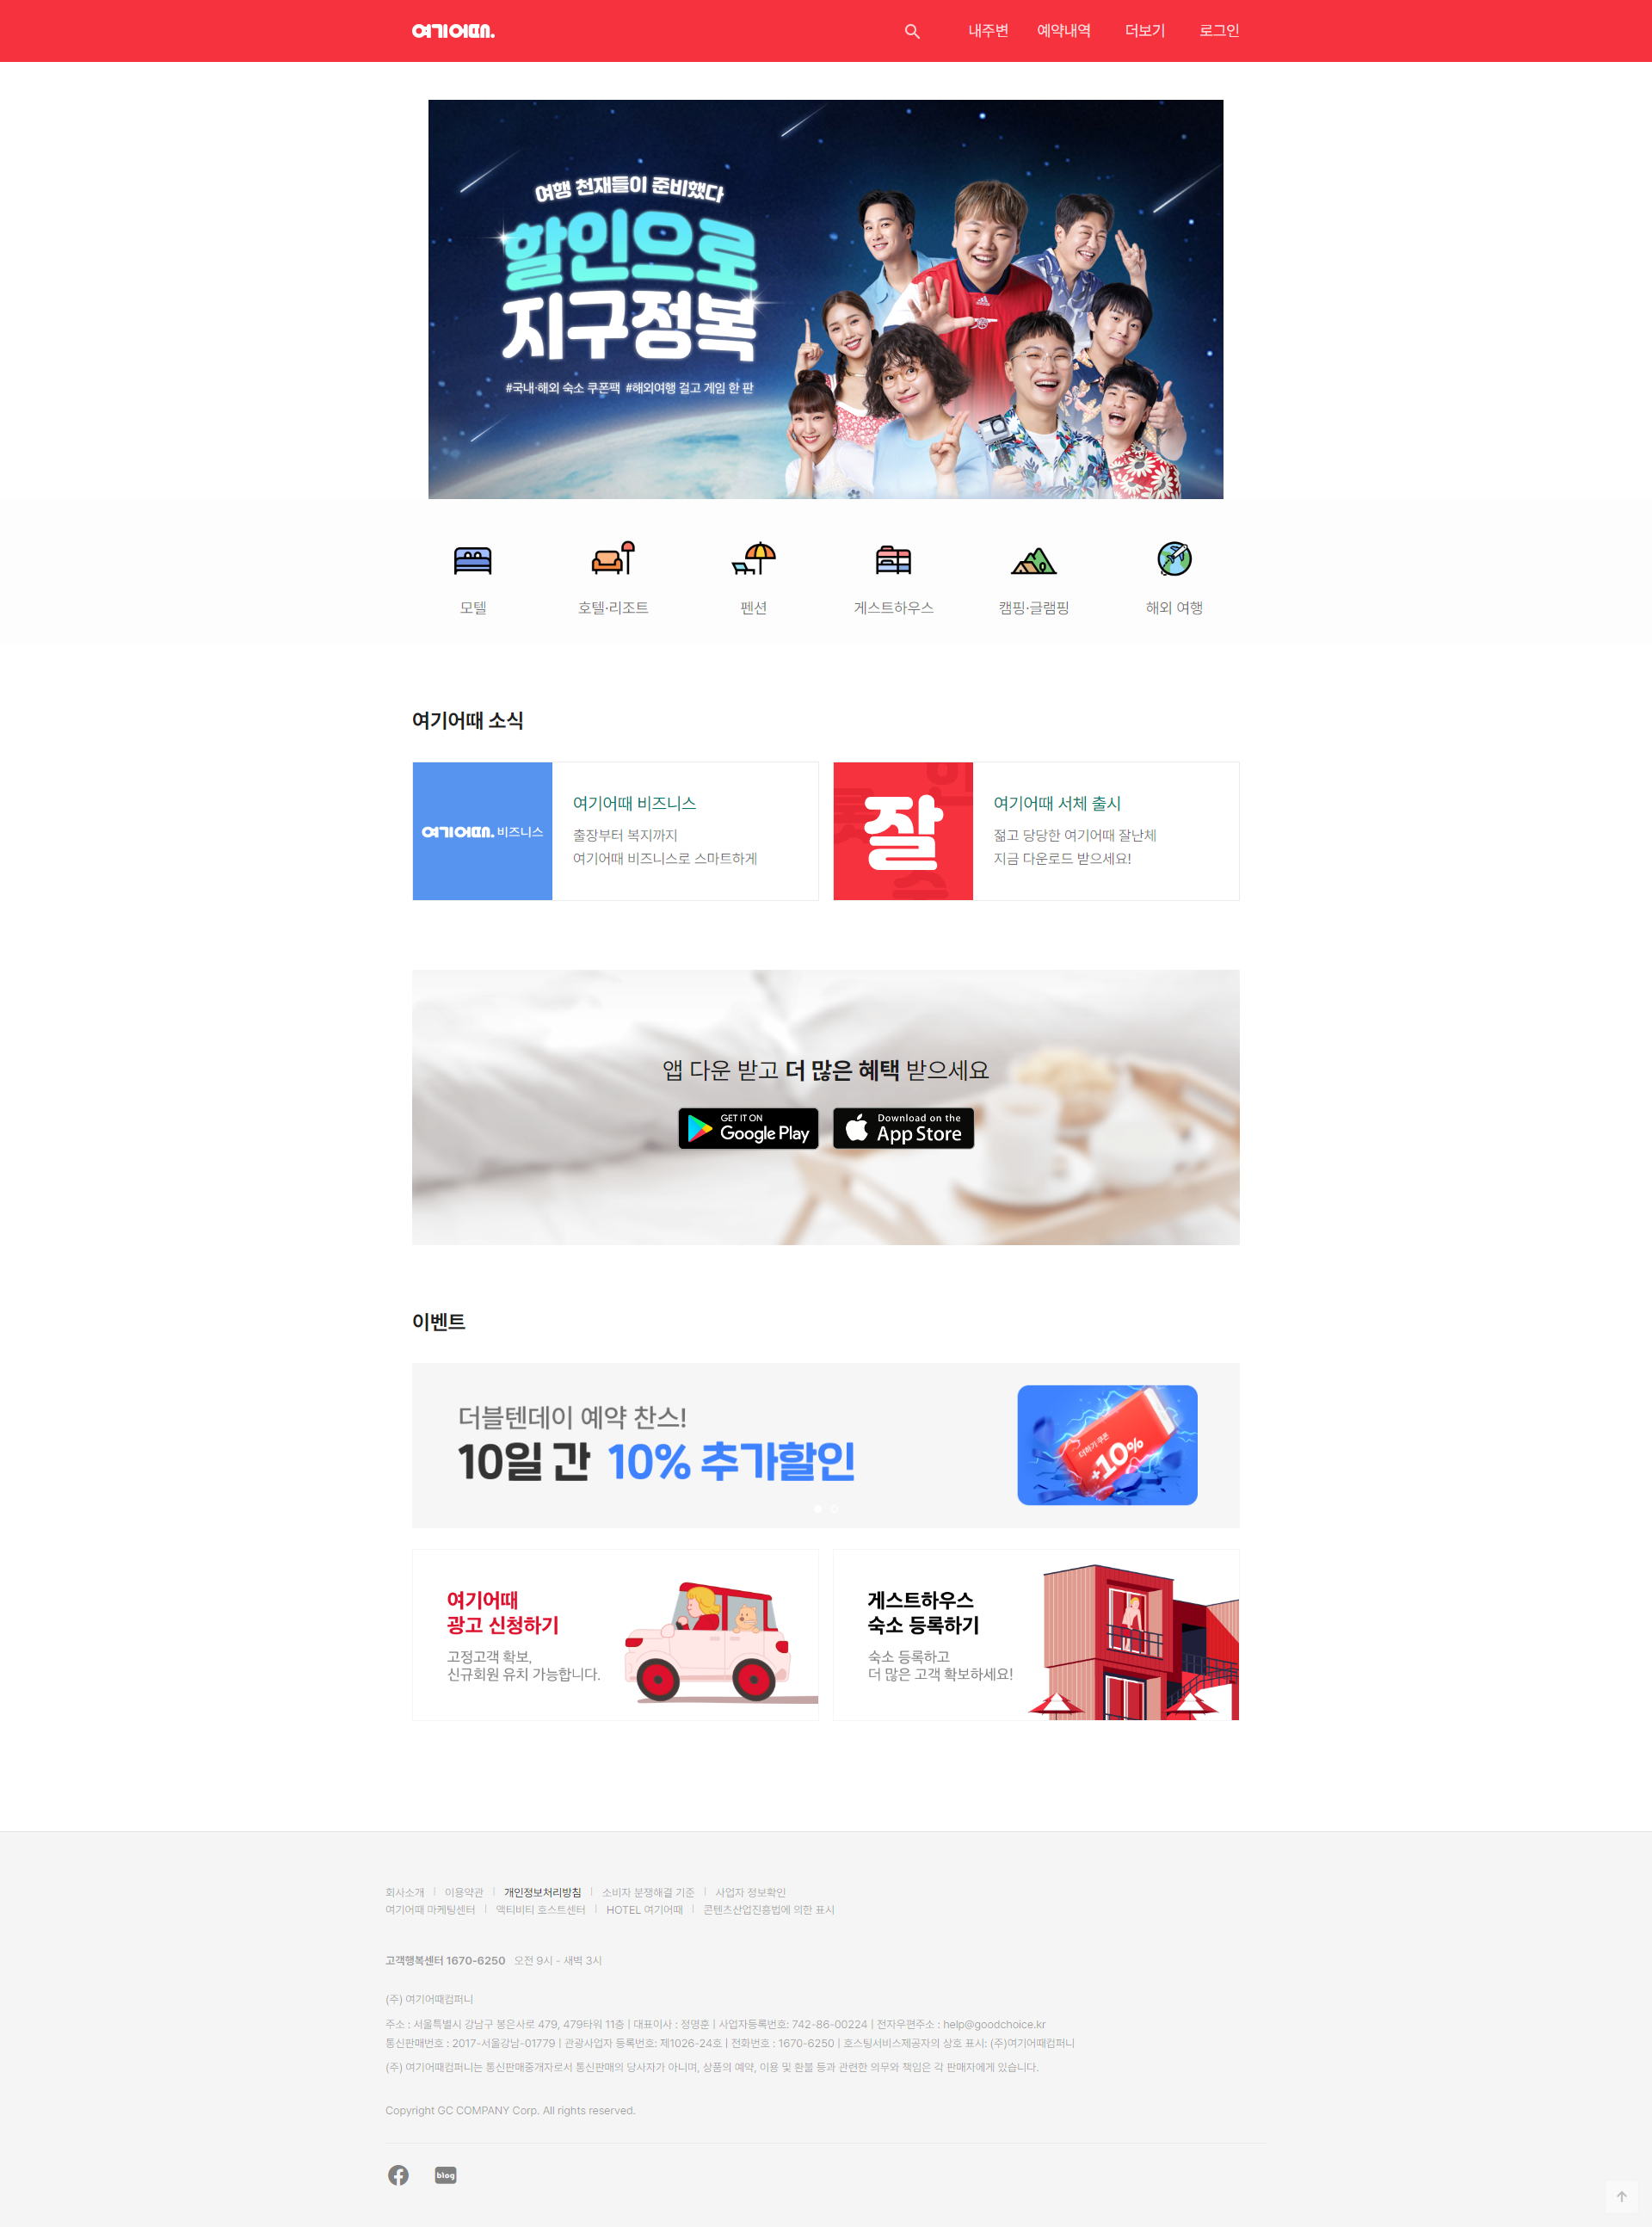 여기어때.
내주변 예약내역 더보기 로그인
여행 천재들이 준비했다
할인으로
지구정복
#국내·해외 숙소 쿠폰팩 #해외여행 걸고 게임 한 판
모텔 호텔·리조트 펜션 게스트하우스 캠핑·글램핑 해외 여행
여기어때 소식
여기어때. 비즈니스
여기어때 비즈니스
출장부터 복지까지
여기어때 비즈니스로 스마트하게
잘
여기어때 서체 출시
젊고 당당한 여기어때 잘난체
지금 다운로드 받으세요!
앱 다운 받고 더 많은 혜택 받으세요
GET IT ON
Google Play
Download on the
App Store
이벤트
더블텐데이 예약 찬스!
10일 간 10% 추가할인
더하기 쿠폰
+10%
여기어때
광고 신청하기
고정고객 확보,
신규회원 유치 가능합니다.
게스트하우스
숙소 등록하기
숙소 등록하고
더 많은 고객 확보하세요!
회사소개 | 이용약관 | 개인정보처리방침 | 소비자 분쟁해결 기준 | 사업자 정보확인
여기어때 마케팅센터 | 액티비티 호스트센터 | HOTEL 여기어때 | 콘텐츠산업진흥법에 의한 표시
고객행복센터 1670-6250 오전 9시 - 새벽 3시
(주) 여기어때컴퍼니
주소 : 서울특별시 강남구 봉은사로 479, 479타워 11층 | 대표이사 : 정명훈 | 사업자등록번호: 742-86-00224 | 전자우편주소 : help@goodchoice.kr
통신판매번호 : 2017-서울강남-01779 | 관광사업자 등록번호: 제1026-24호 | 전화번호 : 1670-6250 | 호스팅서비스제공자의 상호 표시: (주)여기어때컴퍼니
(주) 여기어때컴퍼니는 통신판매중개자로서 통신판매의 당사자가 아니며, 상품의 예약, 이용 및 환불 등과 관련한 의무와 책임은 각 판매자에게 있습니다.
Copyright GC COMPANY Corp. All rights reserved.
blog